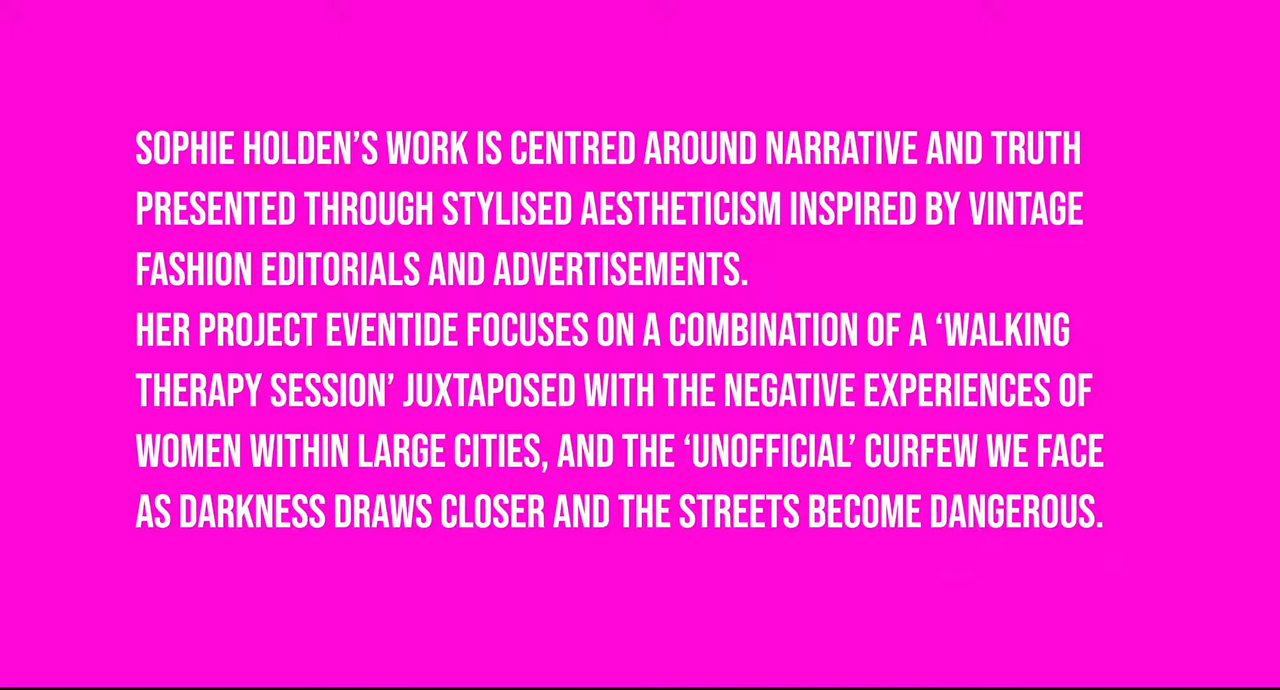 SOPHIE HOLDEN’S WORK IS CENTRED AROUND NARRATIVE AND TRUTH
PRESENTED THROUGH STYLISED AESTHETICISM INSPIRED BY VINTAGE
FASHION EDITORIALS AND ADVERTISEMENTS.
HER PROJECT EVENTIDE FOCUSES ON A COMBINATION OF A ‘WALKING
THERAPY SESSION’ JUXTAPOSED WITH THE NEGATIVE EXPERIENCES OF
WOMEN WITHIN LARGE CITIES, AND THE ‘UNOFFICIAL’ CURFEW WE FACE
AS DARKNESS DRAWS CLOSER AND THE STREETS BECOME DANGEROUS.